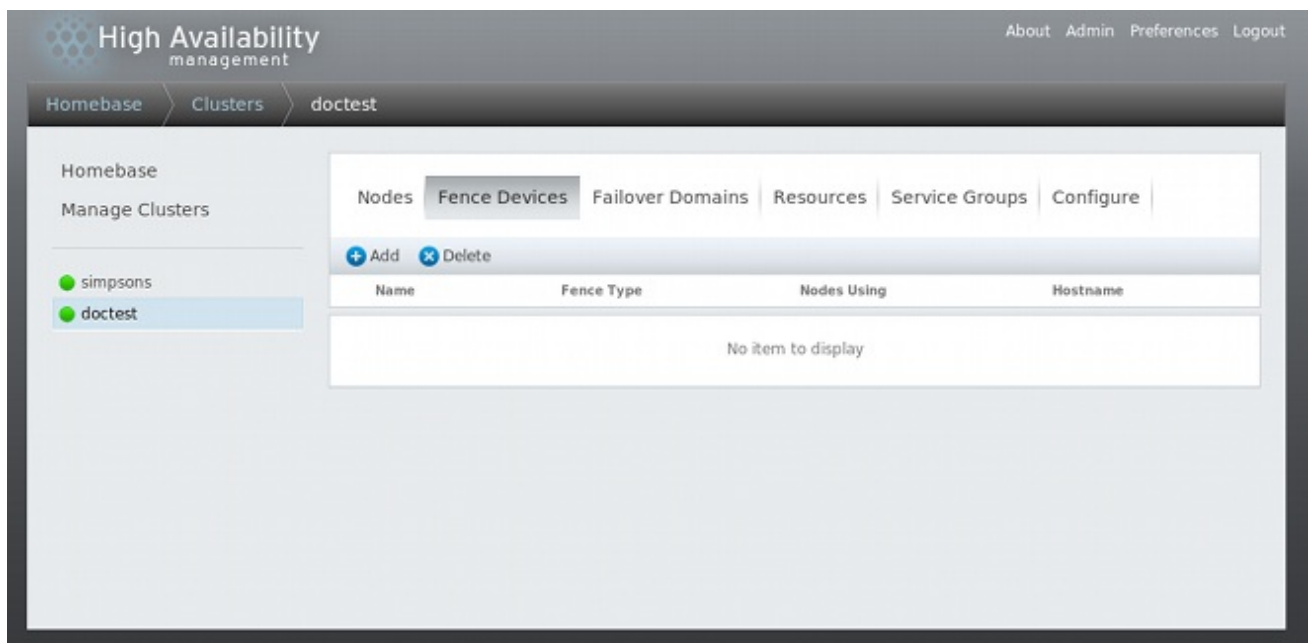 High Availability
management
About Admin Preferences Logout
Homebase Clusters doctest
Homebase
Manage Clusters
simpsons
doctest
Nodes Fence Devices Failover Domains Resources Service Groups Configure
Add Delete
Name Fence Type Nodes Using Hostname
No item to display